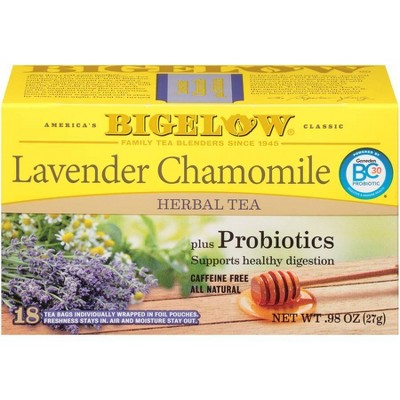 AMERICA'S BIGELOW® CLASSIC
FAMILY TEA BLENDERS SINCE 1945
Lavender Chamomile
HERBAL TEA
POWERED BY
Ganeden
BC30
PROBIOTIC
plus Probiotics
Supports healthy digestion
CAFFEINE FREE
ALL NATURAL
18 TEA BAGS INDIVIDUALLY WRAPPED IN FOIL POUCHES.
FRESHNESS STAYS IN. AIR AND MOISTURE STAY OUT.
NET WT .98 OZ (27g)